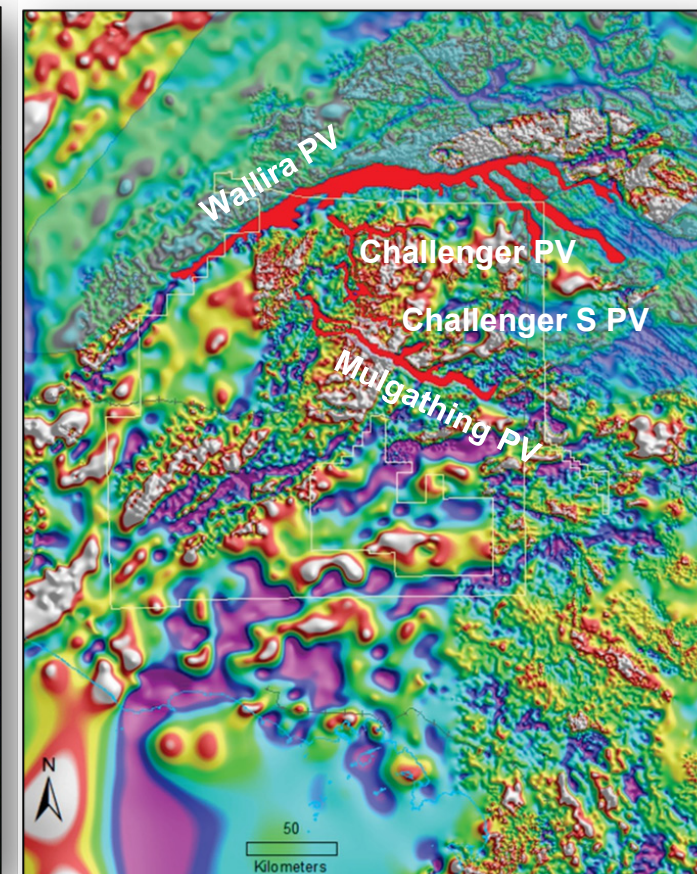 Wallira PV
Challenger PV
Challenger S PV
Mulgathing PV
N
50
Kilometers